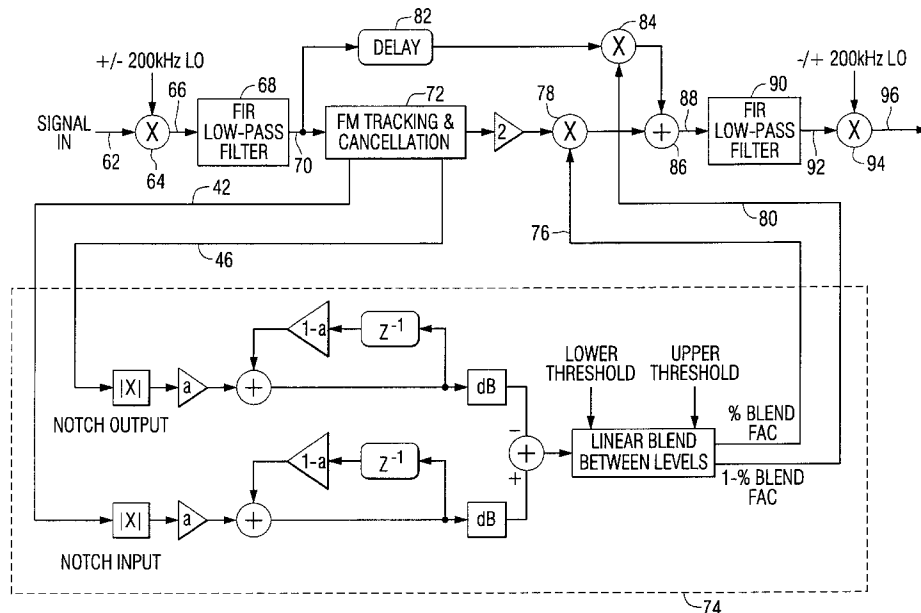 82
84
+/- 200kHz LO
DELAY
X
-/+ 200kHz LO
66
68
72
78
88
90
96
SIGNAL
IN
62
X
64
FIR
LOW-PASS
FILTER
70
FM TRACKING &
CANCELLATION
2
X
+
86
FIR
LOW-PASS
FILTER
92
X
94
42
46
76
80
1-a
Z⁻¹
|X|
a
+
dB
NOTCH OUTPUT
LOWER
THRESHOLD
UPPER
THRESHOLD
−
+
+
LINEAR BLEND
BETWEEN LEVELS
% BLEND
FAC
1-% BLEND
FAC
1-a
Z⁻¹
|X|
a
+
dB
NOTCH INPUT
74